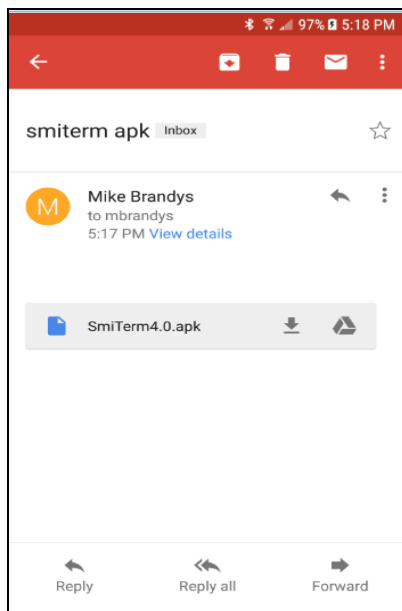 97% 5:18 PM
smiterm apk Inbox
M
Mike Brandys
to mbrandys
5:17 PM View details
SmiTerm4.0.apk
Reply Reply all Forward